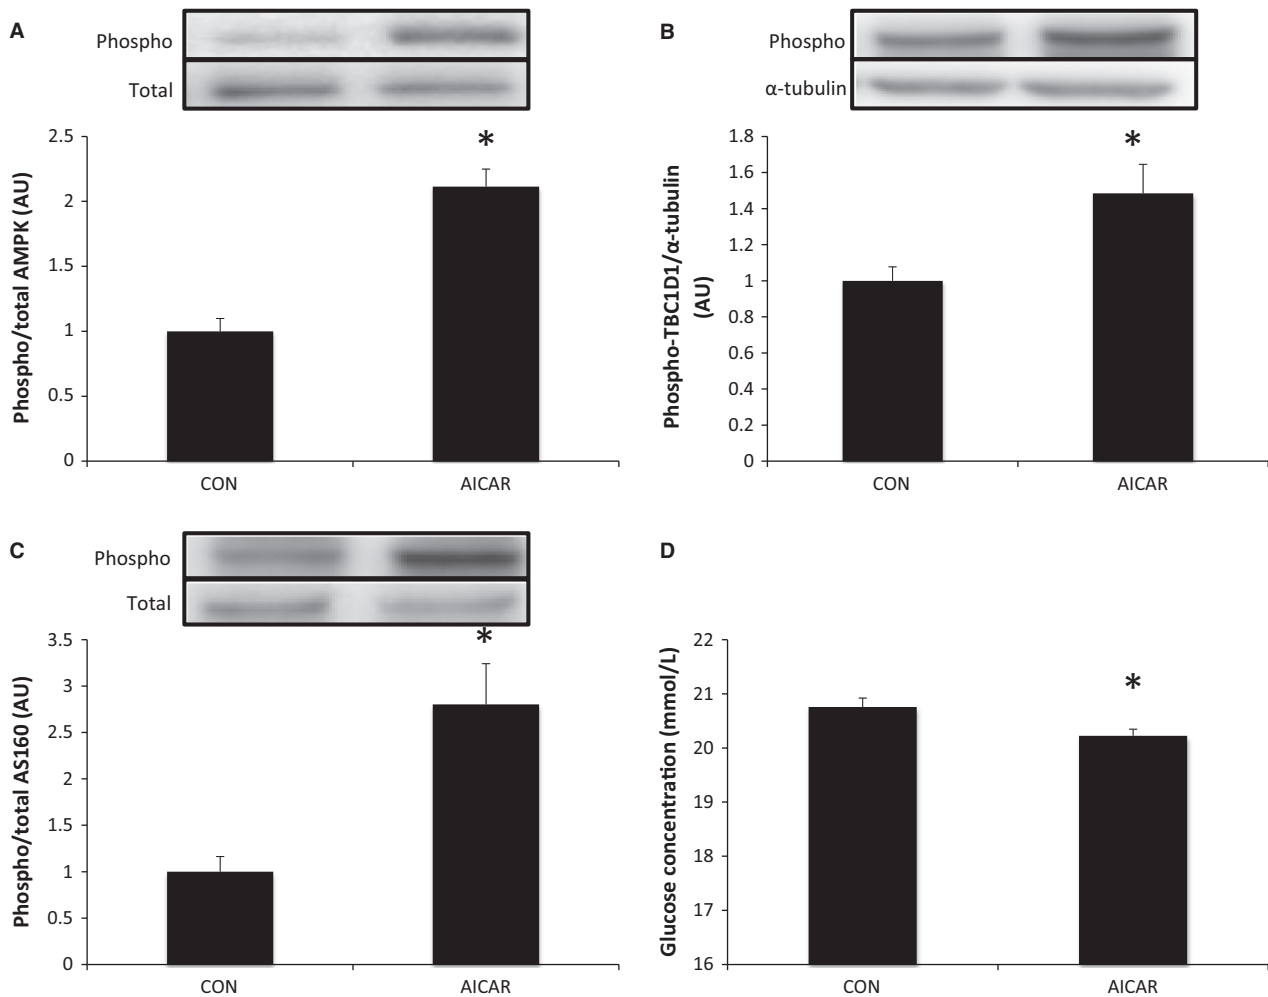 A
Phospho
Total
2.5
2
1.5
1
0.5
0
Phospho/total AMPK (AU)
*
CON
AICAR
B
Phospho
α-tubulin
1.8
1.6
1.4
1.2
1
0.8
0.6
0.4
0.2
0
Phospho-TBC1D1/α-tubulin
(AU)
*
CON
AICAR
C
Phospho
Total
3.5
3
2.5
2
1.5
1
0.5
0
Phospho/total AS160 (AU)
*
CON
AICAR
D
22
21
20
19
18
17
16
Glucose concentration (mmol/L)
*
CON
AICAR